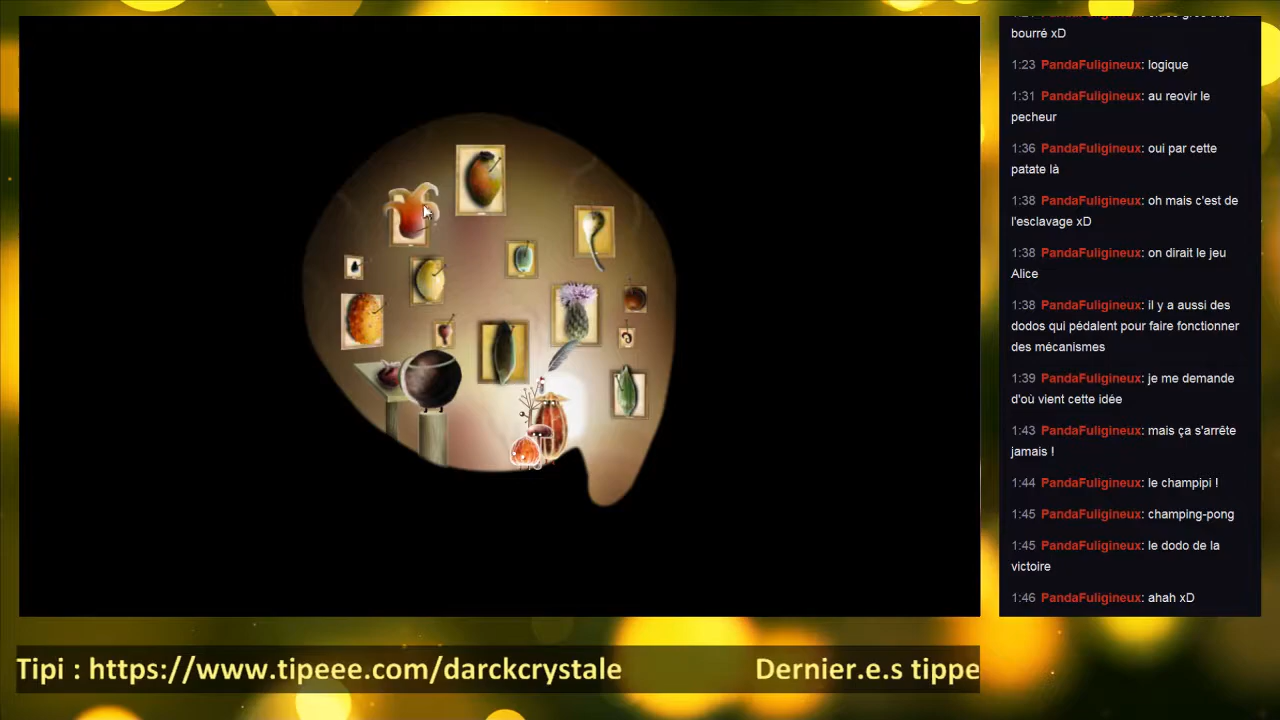 bourré xD
1:23 PandaFuligineux: logique
1:31 PandaFuligineux: au reovir le
pecheur
1:36 PandaFuligineux: oui par cette
patate là
1:38 PandaFuligineux: oh mais c'est de
l'esclavage xD
1:38 PandaFuligineux: on dirait le jeu
Alice
1:38 PandaFuligineux: il y a aussi des
dodos qui pédalent pour faire fonctionner
des mécanismes
1:39 PandaFuligineux: je me demande
d'où vient cette idée
1:43 PandaFuligineux: mais ça s'arrête
jamais !
1:44 PandaFuligineux: le champipi !
1:45 PandaFuligineux: champing-pong
1:45 PandaFuligineux: le dodo de la
victoire
1:46 PandaFuligineux: ahah xD
Tipi : https://www.tipeee.com/darckcrystale Dernier.e.s tippe